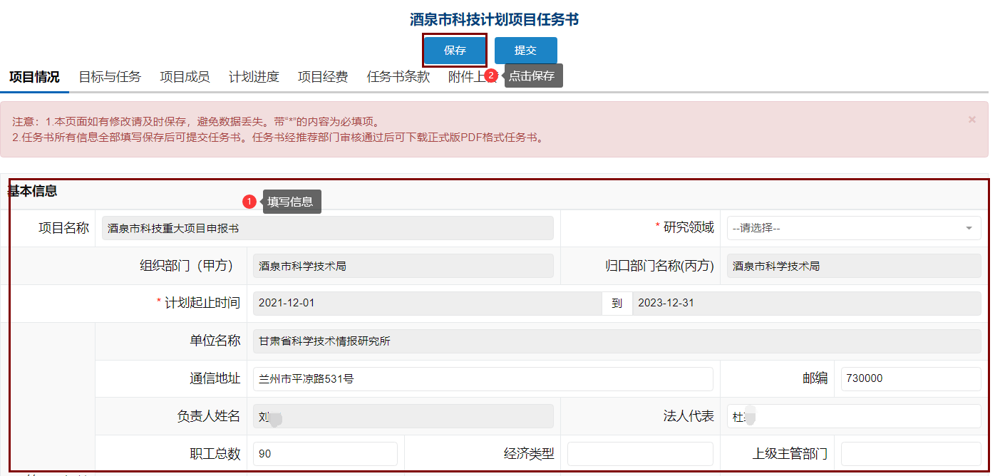 酒泉市科技计划项目任务书
保存 提交
项目情况 目标与任务 项目成员 计划进度 项目经费 任务书条款 附件上 2 点击保存
注意：1.本页面如有修改请及时保存，避免数据丢失。带“*”的内容为必填项。 ×
2.任务书所有信息全部填写保存后可提交任务书。任务书经推荐部门审核通过后可下载正式版PDF格式任务书。
基本信息
1 填写信息
项目名称 酒泉市科技重大项目申报书 * 研究领域 --请选择--
组织部门（甲方） 酒泉市科学技术局 归口部门名称(丙方) 酒泉市科学技术局
* 计划起止时间 2021-12-01 到 2023-12-31
单位名称 甘肃省科学技术情报研究所
通信地址 兰州市平凉路531号 邮编 730000
负责人姓名 刘 法人代表 杜
职工总数 90 经济类型 上级主管部门